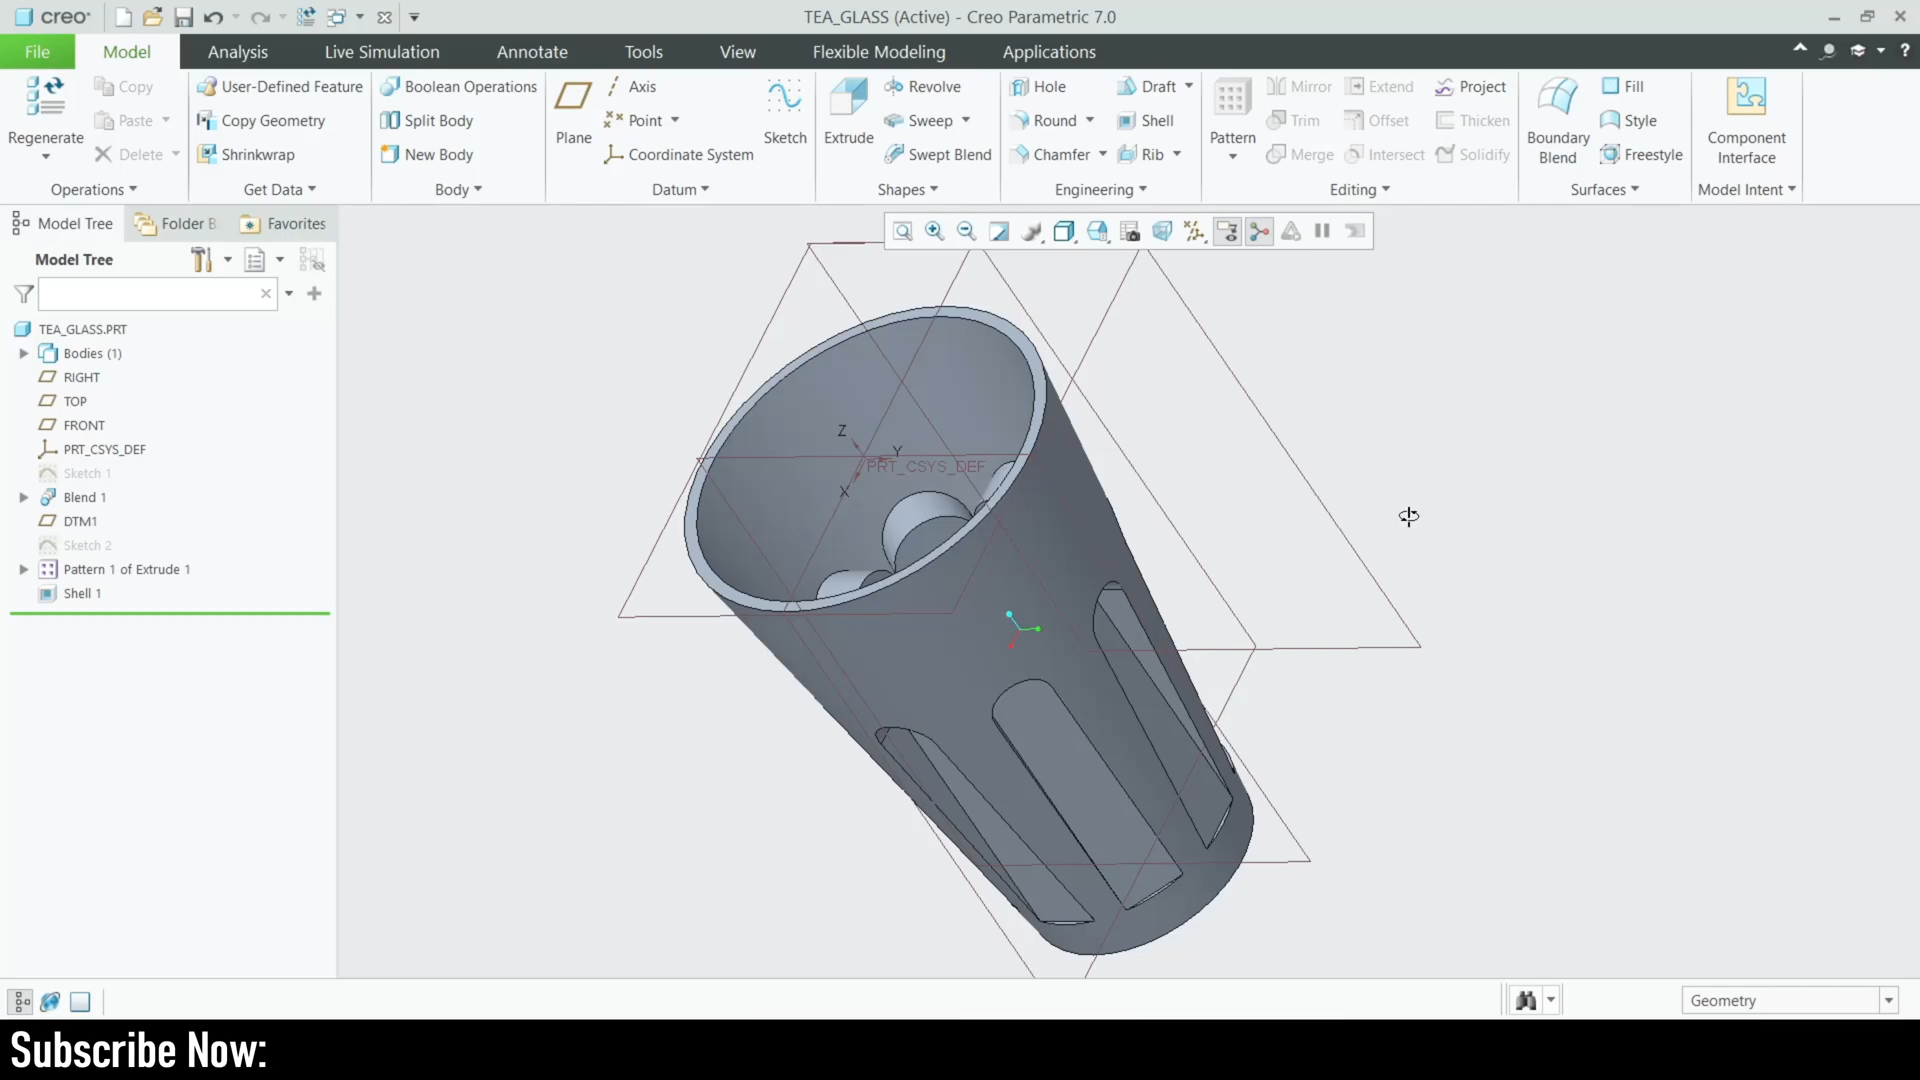 creo
TEA_GLASS (Active) - Creo Parametric 7.0
File Model Analysis Live Simulation Annotate Tools View Flexible Modeling Applications
Regenerate
Copy
Paste
Delete
Operations
User-Defined Feature
Copy Geometry
Shrinkwrap
Get Data
Boolean Operations
Split Body
New Body
Body
Plane
Axis
Point
Coordinate System
Sketch
Datum
Extrude
Revolve
Sweep
Swept Blend
Shapes
Hole
Round
Chamfer
Draft
Shell
Rib
Engineering
Pattern
Mirror
Trim
Merge
Extend
Offset
Intersect
Project
Thicken
Solidify
Editing
Boundary
Blend
Fill
Style
Freestyle
Surfaces
Component
Interface
Model Intent
Model Tree Folder B Favorites
Model Tree
TEA_GLASS.PRT
Bodies (1)
RIGHT
TOP
FRONT
PRT_CSYS_DEF
Sketch 1
Blend 1
DTM1
Sketch 2
Pattern 1 of Extrude 1
Shell 1
Z
Y
PRT_CSYS_DEF
X
Geometry
Subscribe Now: